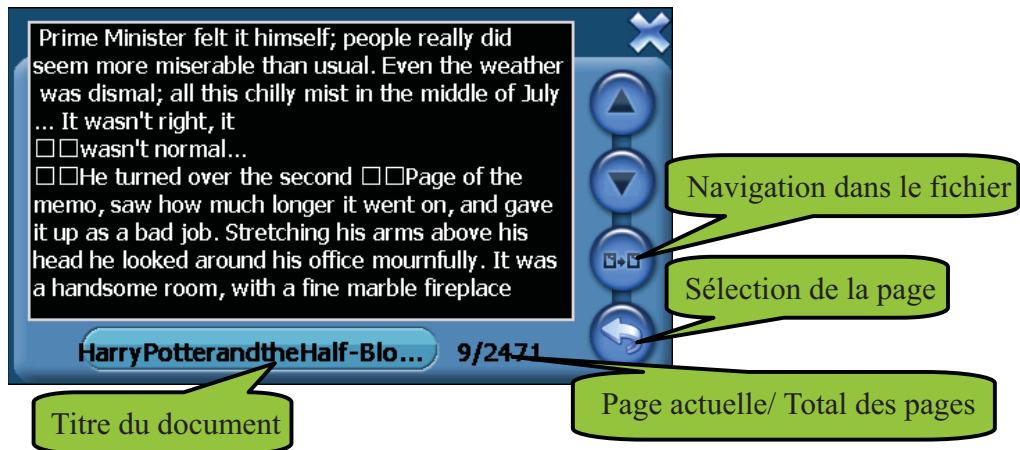 Prime Minister felt it himself; people really did
seem more miserable than usual. Even the weather
was dismal; all this chilly mist in the middle of July
... It wasn't right, it
□□wasn't normal...
□□He turned over the second □□Page of the
memo, saw how much longer it went on, and gave
it up as a bad job. Stretching his arms above his
head he looked around his office mournfully. It was
a handsome room, with a fine marble fireplace
Navigation dans le fichier
Sélection de la page
HarryPotterandtheHalf-Blo... 9/2471
Page actuelle/ Total des pages
Titre du document